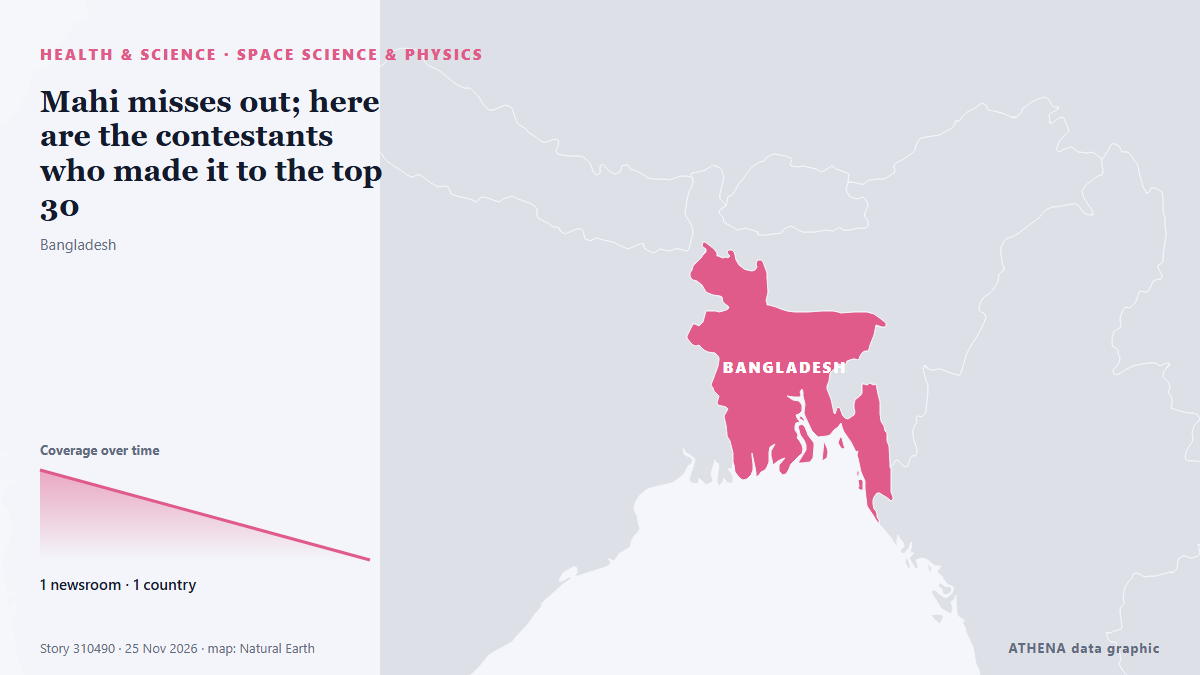 HEALTH & SCIENCE · SPACE SCIENCE & PHYSICS
Mahi misses out; here
are the contestants
who made it to the top
30
Bangladesh
BANGLADESH
Coverage over time
1 newsroom · 1 country
Story 310490 · 25 Nov 2026 · map: Natural Earth
ATHENA data graphic